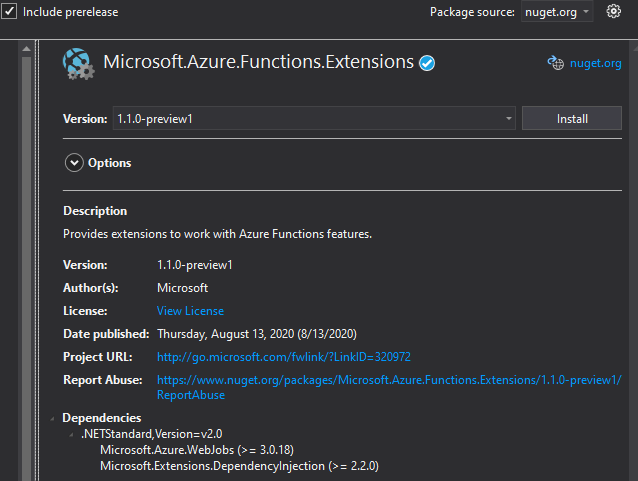 Include prerelease
Package source: nuget.org
Microsoft.Azure.Functions.Extensions
nuget.org
Version: 1.1.0-preview1 Install
Options
Description
Provides extensions to work with Azure Functions features.
Version: 1.1.0-preview1
Author(s): Microsoft
License: View License
Date published: Thursday, August 13, 2020 (8/13/2020)
Project URL: http://go.microsoft.com/fwlink/?LinkID=320972
Report Abuse: https://www.nuget.org/packages/Microsoft.Azure.Functions.Extensions/1.1.0-preview1/
ReportAbuse
Dependencies
.NETStandard,Version=v2.0
Microsoft.Azure.WebJobs (>= 3.0.18)
Microsoft.Extensions.DependencyInjection (>= 2.2.0)